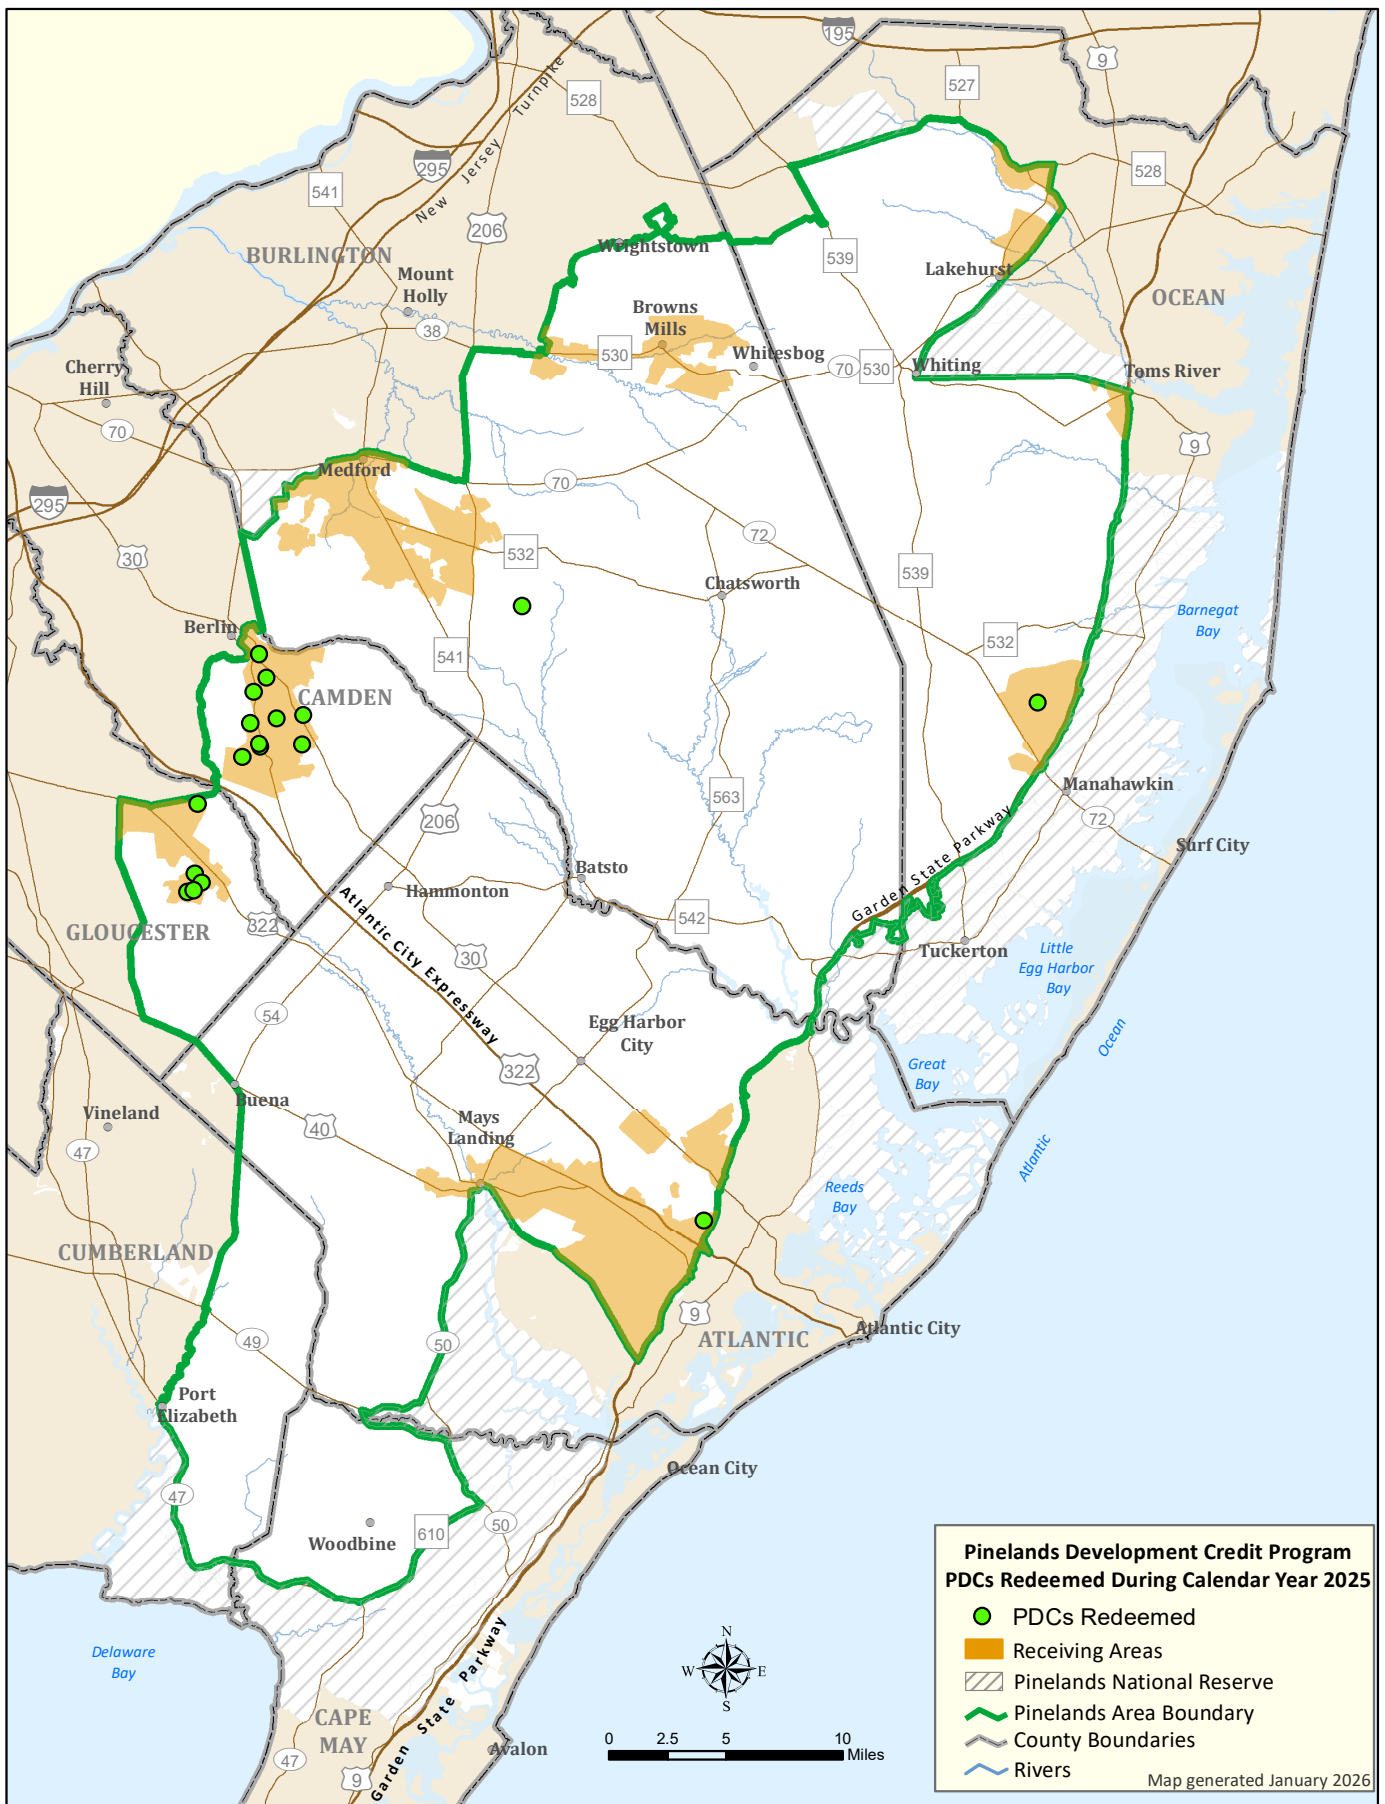 195
9
527
528
528
295
541
New Jersey Turnpike
206
BURLINGTON
Wrightstown
539
Lakehurst
Mount
Holly
OCEAN
Browns
Mills
38
530
Whitesbog
70
530
Whiting
Toms River
Cherry
Hill
70
9
Medford
70
295
30
72
532
539
Chatsworth
Barnegat
Bay
Berlin
541
532
CAMDEN
563
Manahawkin
72
206
Surf City
Batsto
Hammonton
Garden State Parkway
542
322
GLOUCESTER
Atlantic City Expressway
30
Tuckerton
Little
Egg Harbor
Bay
54
Egg Harbor
City
Atlantic Ocean
322
Great
Bay
Buena
Vineland
40
Mays
Landing
47
Reeds
Bay
CUMBERLAND
9
ATLANTIC
Atlantic City
49
50
Port
Elizabeth
Ocean City
47
50
610
Woodbine
Delaware
Bay
Garden State Parkway
CAPE
MAY
47
9
Avalon
N
W
E
S
0
2.5
5
10
Miles
Pinelands Development Credit Program
PDCs Redeemed During Calendar Year 2025
PDCs Redeemed
Receiving Areas
Pinelands National Reserve
Pinelands Area Boundary
County Boundaries
Rivers
Map generated January 2026